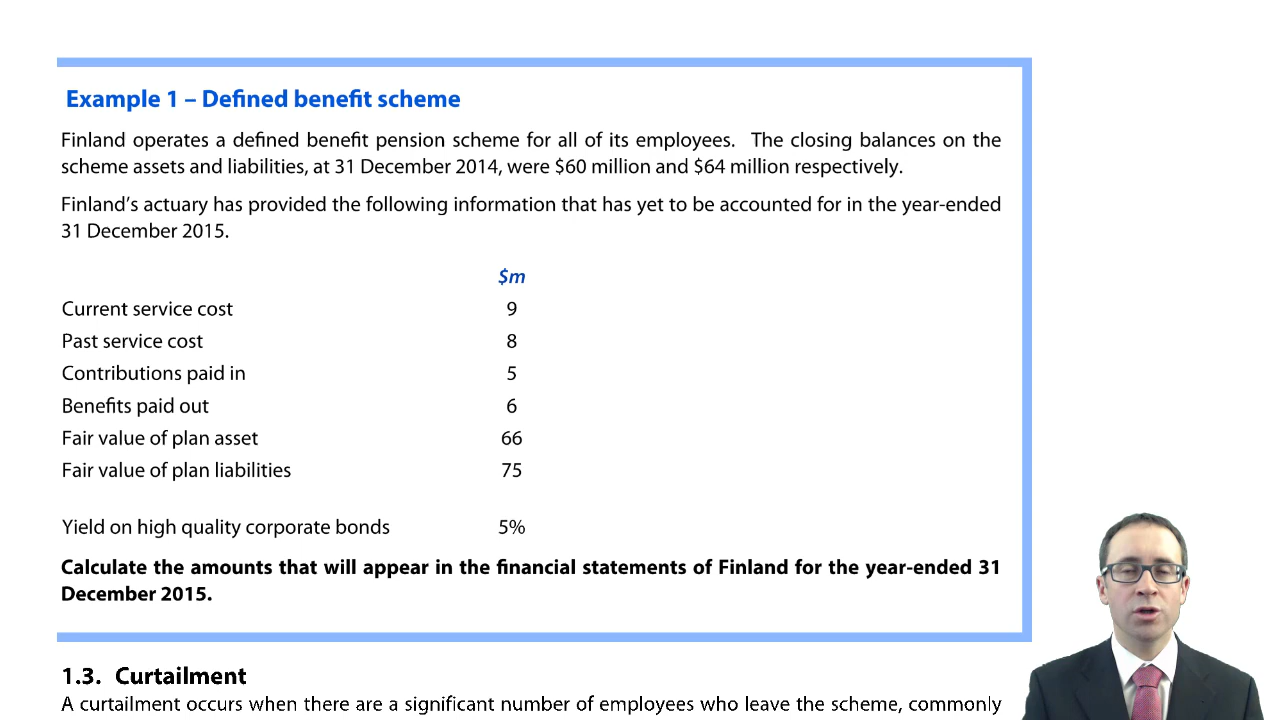 Example 1 – Defined benefit scheme
Finland operates a defined benefit pension scheme for all of its employees. The closing balances on the
scheme assets and liabilities, at 31 December 2014, were $60 million and $64 million respectively.
Finland's actuary has provided the following information that has yet to be accounted for in the year-ended
31 December 2015.
$m
Current service cost 9
Past service cost 8
Contributions paid in 5
Benefits paid out 6
Fair value of plan asset 66
Fair value of plan liabilities 75
Yield on high quality corporate bonds 5%
Calculate the amounts that will appear in the financial statements of Finland for the year-ended 31
December 2015.
1.3. Curtailment
A curtailment occurs when there are a significant number of employees who leave the scheme, commonly